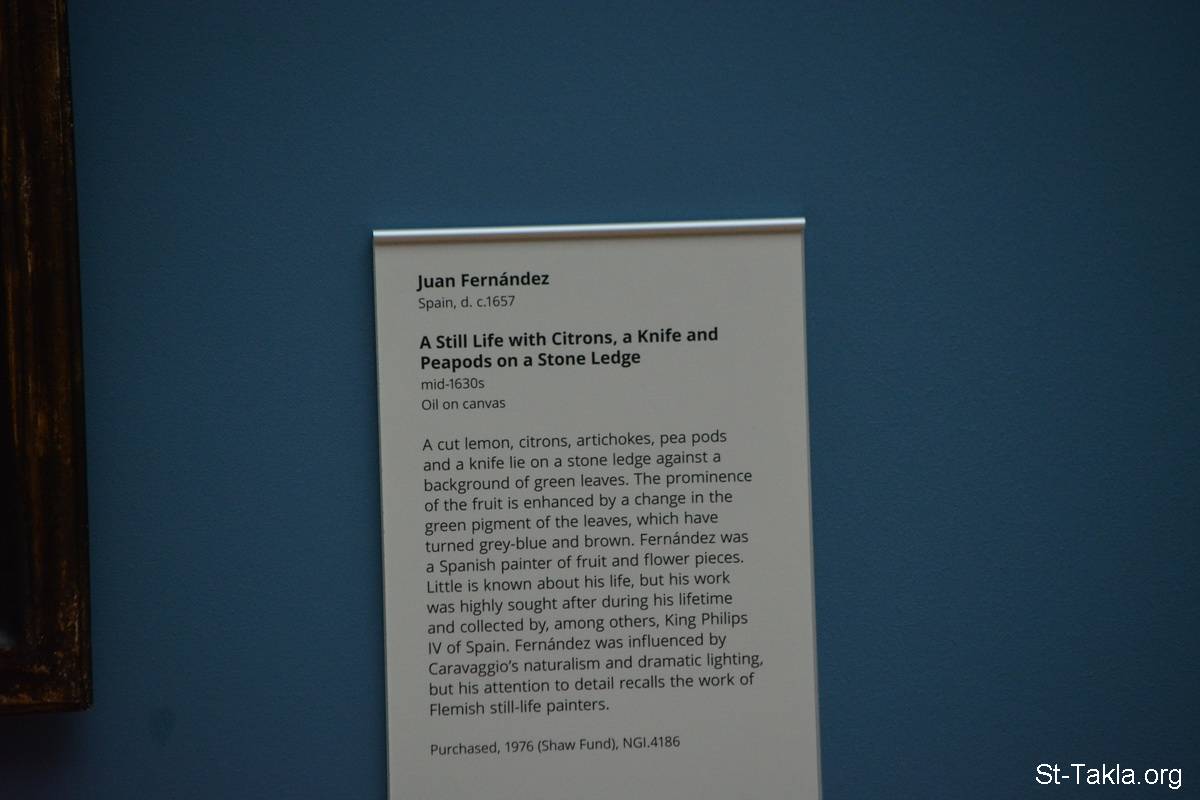 Juan Fernández
Spain, d. c.1657
A Still Life with Citrons, a Knife and
Peapods on a Stone Ledge
mid-1630s
Oil on canvas
A cut lemon, citrons, artichokes, pea pods
and a knife lie on a stone ledge against a
background of green leaves. The prominence
of the fruit is enhanced by a change in the
green pigment of the leaves, which have
turned grey-blue and brown. Fernández was
a Spanish painter of fruit and flower pieces.
Little is known about his life, but his work
was highly sought after during his lifetime
and collected by, among others, King Philips
IV of Spain. Fernández was influenced by
Caravaggio’s naturalism and dramatic lighting,
but his attention to detail recalls the work of
Flemish still-life painters.
Purchased, 1976 (Shaw Fund), NGI.4186
St-Takla.org